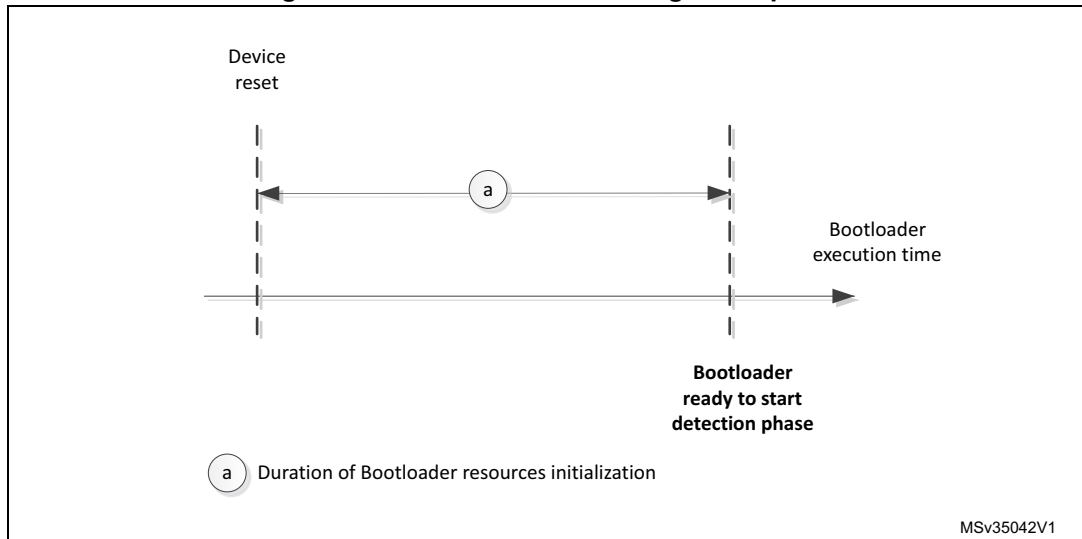 Device
reset
a
Bootloader
execution time
Bootloader
ready to start
detection phase
a Duration of Bootloader resources initialization
MSv35042V1